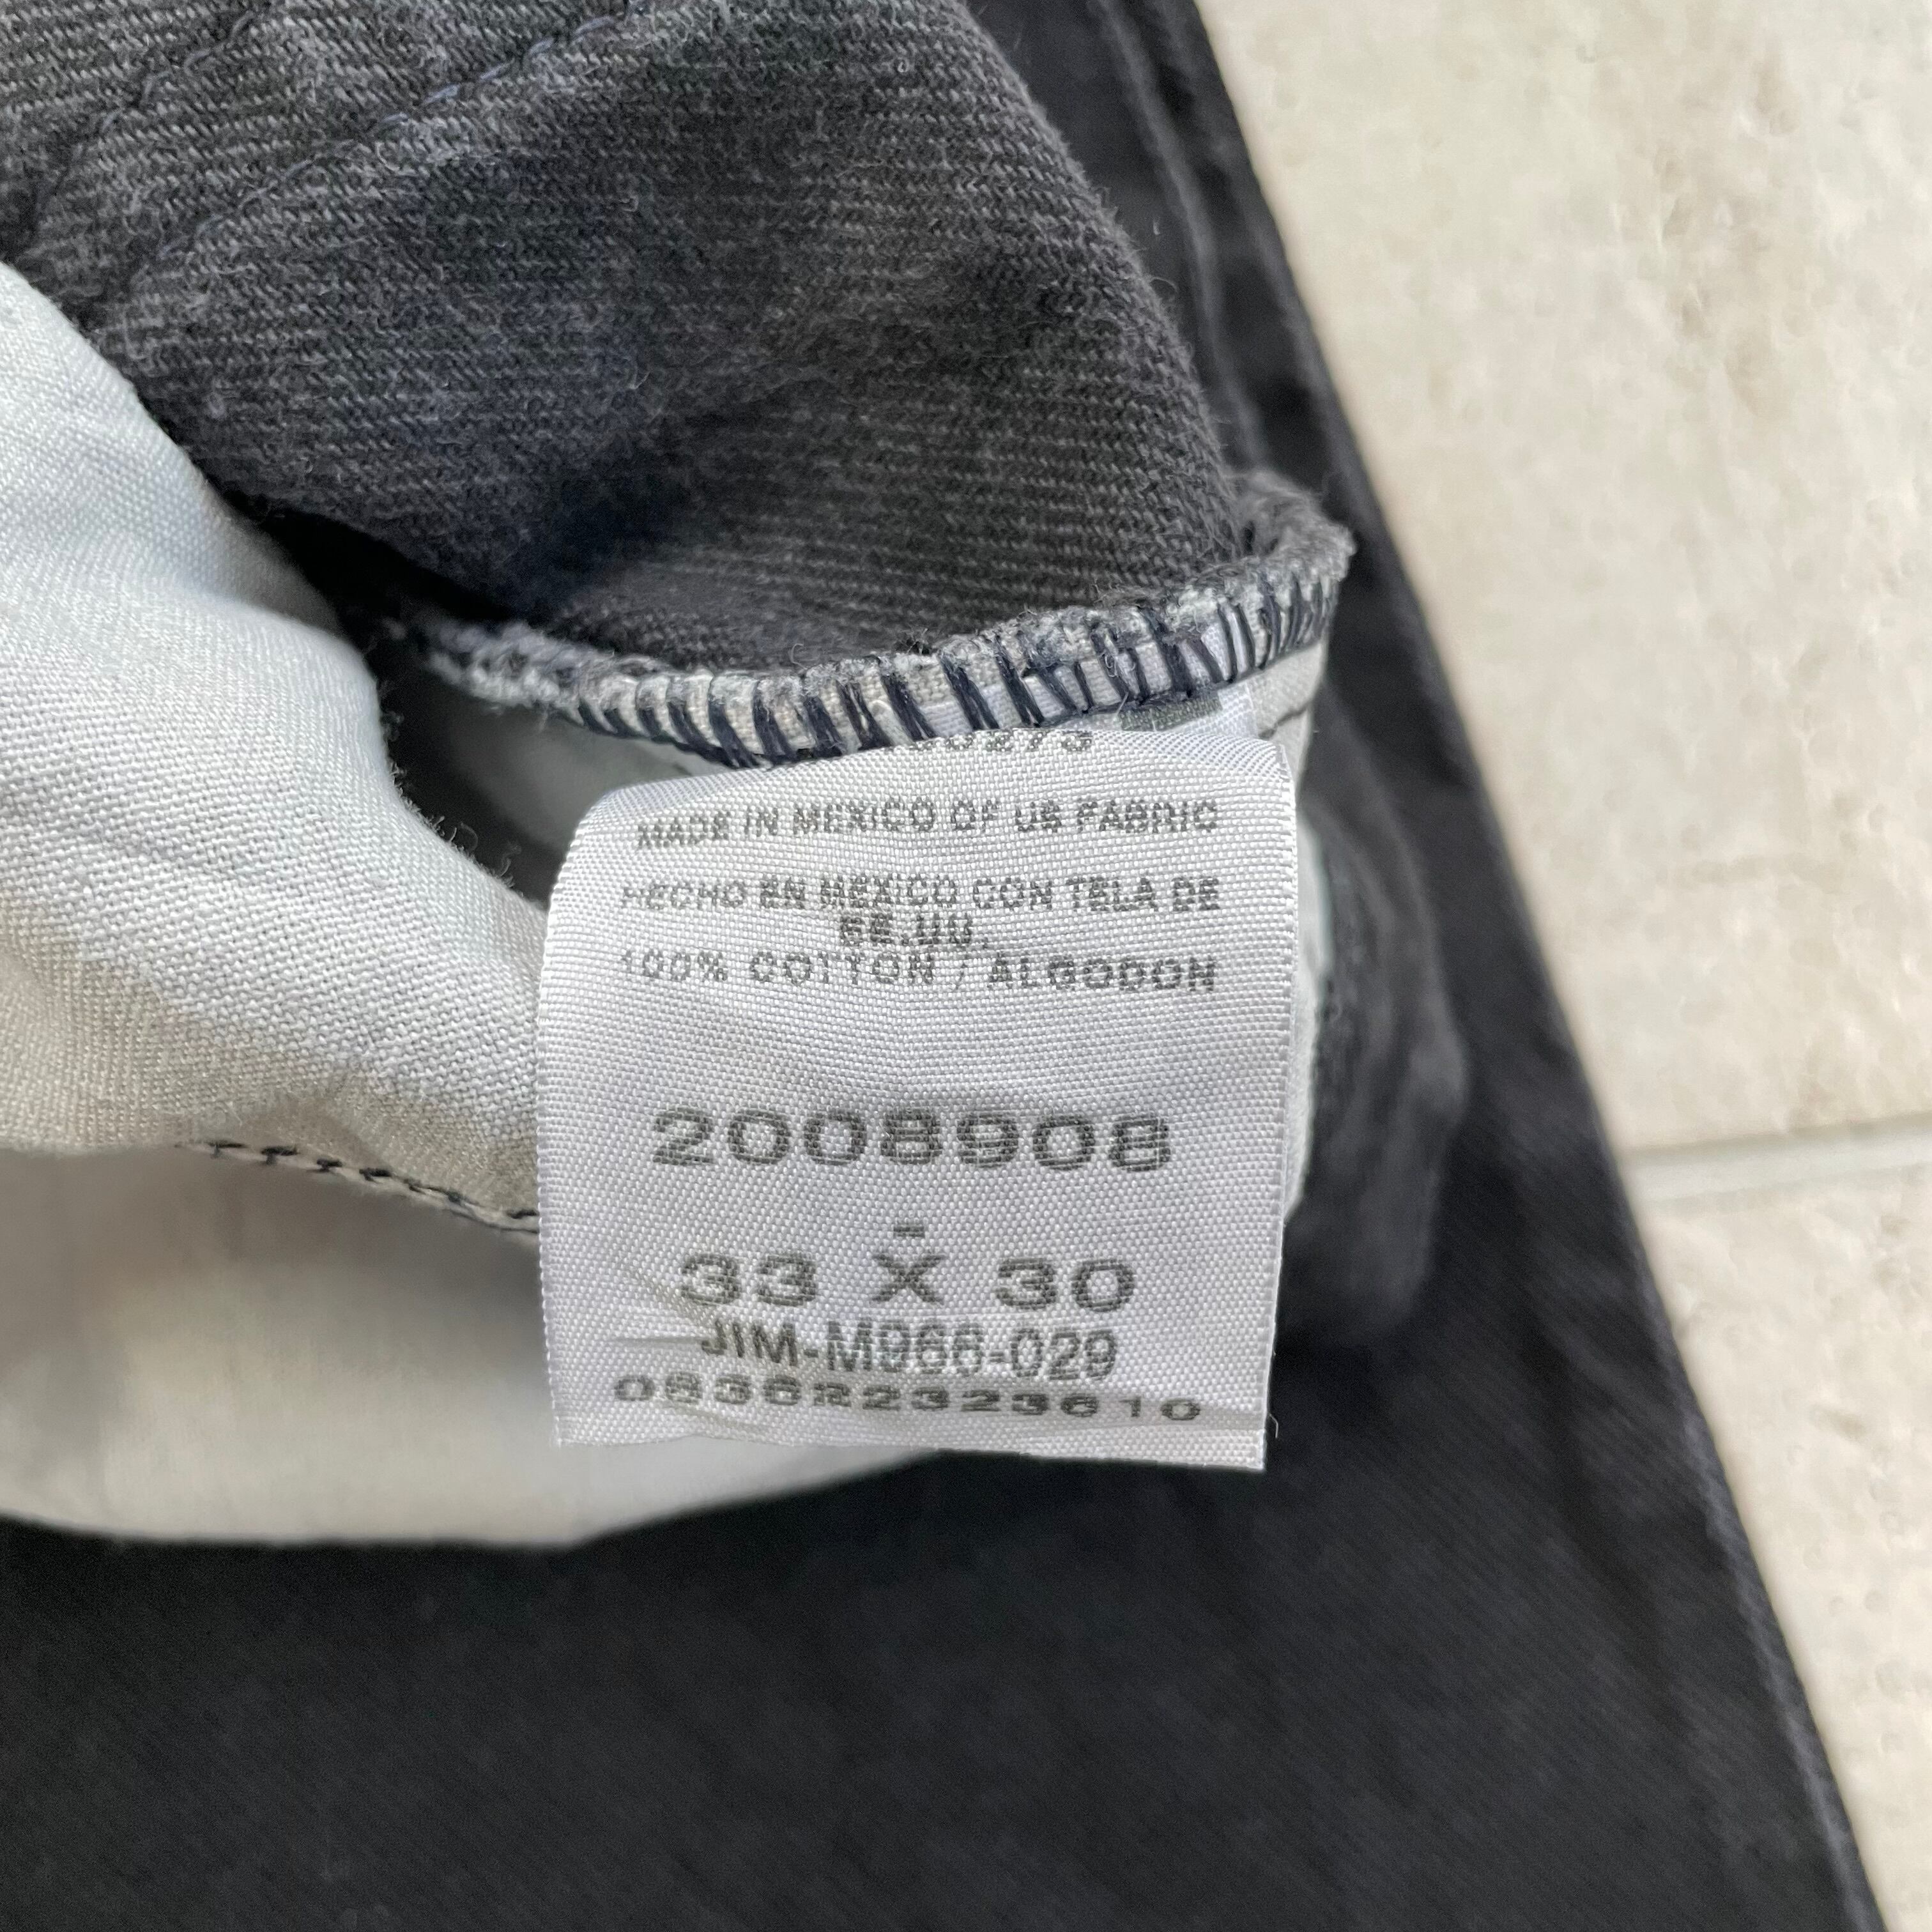 MADE IN MEXICO OF US FABRIC
HECHO EN MEXICO CON TELA DE
EE.UU.
100% COTTON / ALGODON
2008908
-
33 X 30
JIM-M966-029
083622323610